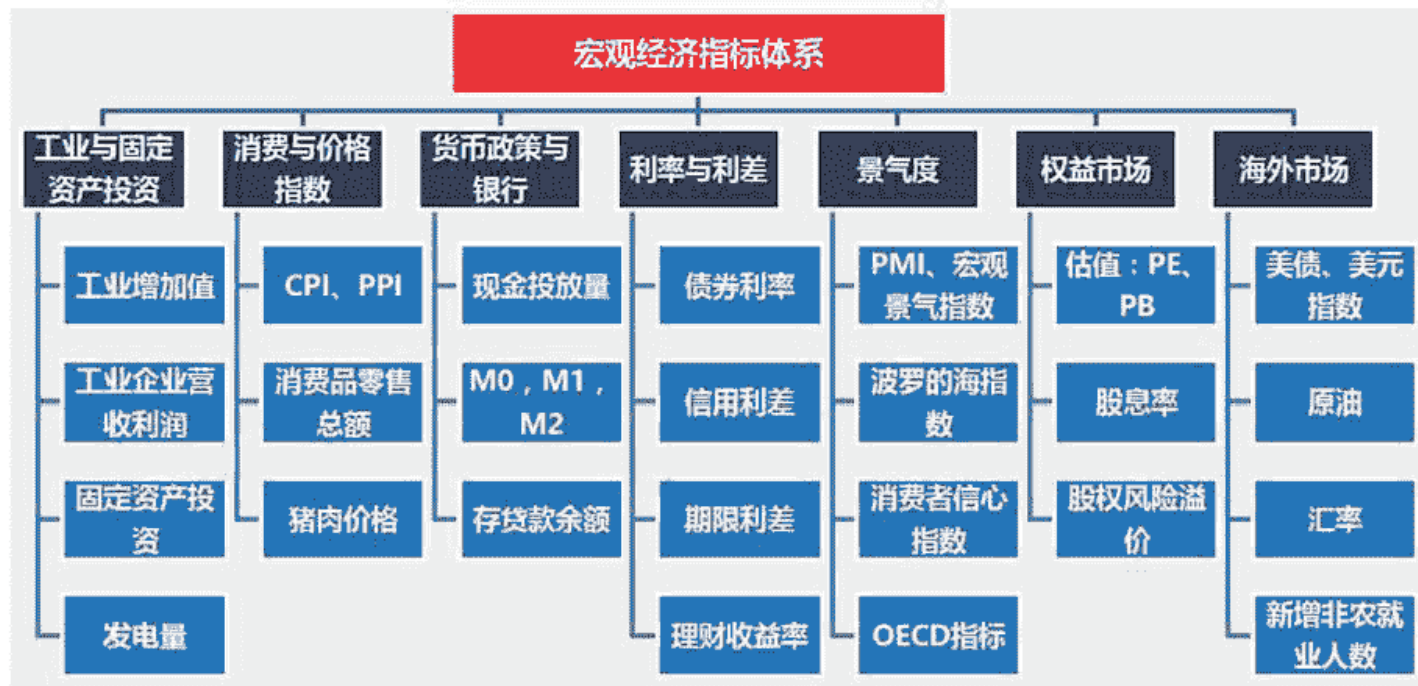 宏观经济指标体系
工业与固定
资产投资
消费与价格
指数
货币政策与
银行
利率与利差
景气度
权益市场
海外市场
工业增加值
工业企业营
收利润
固定资产投
资
发电量
CPI、PPI
消费品零售
总额
猪肉价格
现金投放量
M0，M1，
M2
存贷款余额
债券利率
信用利差
期限利差
理财收益率
PMI、宏观
景气指数
波罗的海指
数
消费者信心
指数
OECD指标
估值：PE、
PB
股息率
股权风险溢
价
...
美债、美元
指数
原油
汇率
新增非农就
业人数